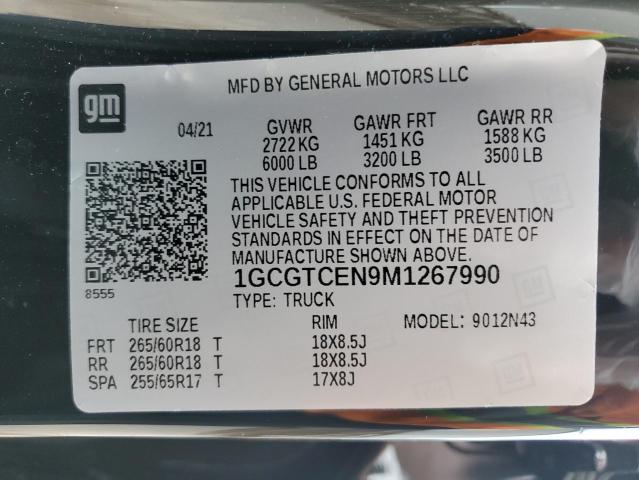 MFD BY GENERAL MOTORS LLC
gm
04/21 GVWR GAWR FRT GAWR RR
2722 KG 1451 KG 1588 KG
6000 LB 3200 LB 3500 LB
THIS VEHICLE CONFORMS TO ALL
APPLICABLE U.S. FEDERAL MOTOR
VEHICLE SAFETY AND THEFT PREVENTION
STANDARDS IN EFFECT ON THE DATE OF
MANUFACTURE SHOWN ABOVE.
8555 1GCGTCEN9M1267990
TYPE: TRUCK
TIRE SIZE RIM MODEL: 9012N43
FRT 265/60R18 T 18X8.5J
RR 265/60R18 T 18X8.5J
SPA 255/65R17 T 17X8J